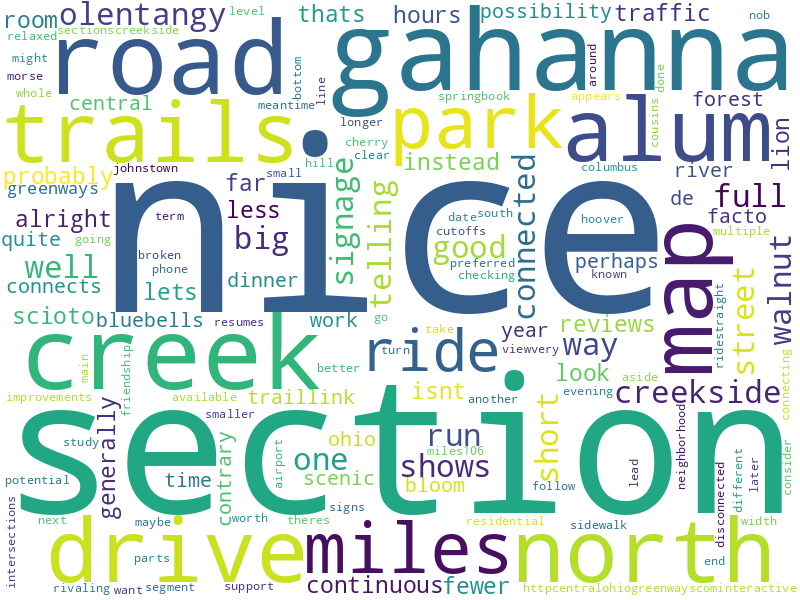 room olentangy level thats hours possibility traffic nob
relaxed sectionscreekside
might road gahanna
morse bottom line around
whole central meantime springbook appears forest
trails longer park alum cousins done lion
cherry clear
probably johnstown hill signage instead columbus river
greenways far small telling connected de full
alright term less nice date south hoover facto
quite going big good cutoffs multiple
broken phone preferred perhaps map
well checking known
connects lets dinner street walnut
scioto bluebells resumes work go year reviews ridestraight
creek take viewvery connecting
main friendship ride turn way
better another look aside
improvements available traillink isnt evening creekside
smaller short neighborhood consider
generally section ohio run
study contrary one miles106 shows lead different later
potential time airport scenic bloom follow disconnected
next signs worth theres residential sidewalk width
intersections maybe
drive miles north
parts end
rivaling want segment support continuous fewer httpcentralohiogreenwayscominteractive